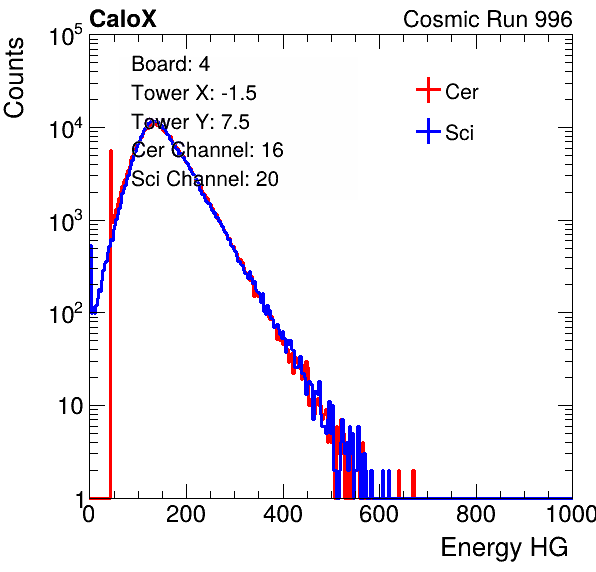 CaloX Cosmic Run 996
Counts
10^5
10^4
10^3
10^2
10
1
Board: 4
Tower X: -1.5
Tower Y: 7.5
Cer Channel: 16
Sci Channel: 20
Cer
Sci
0 200 400 600 800 1000
Energy HG